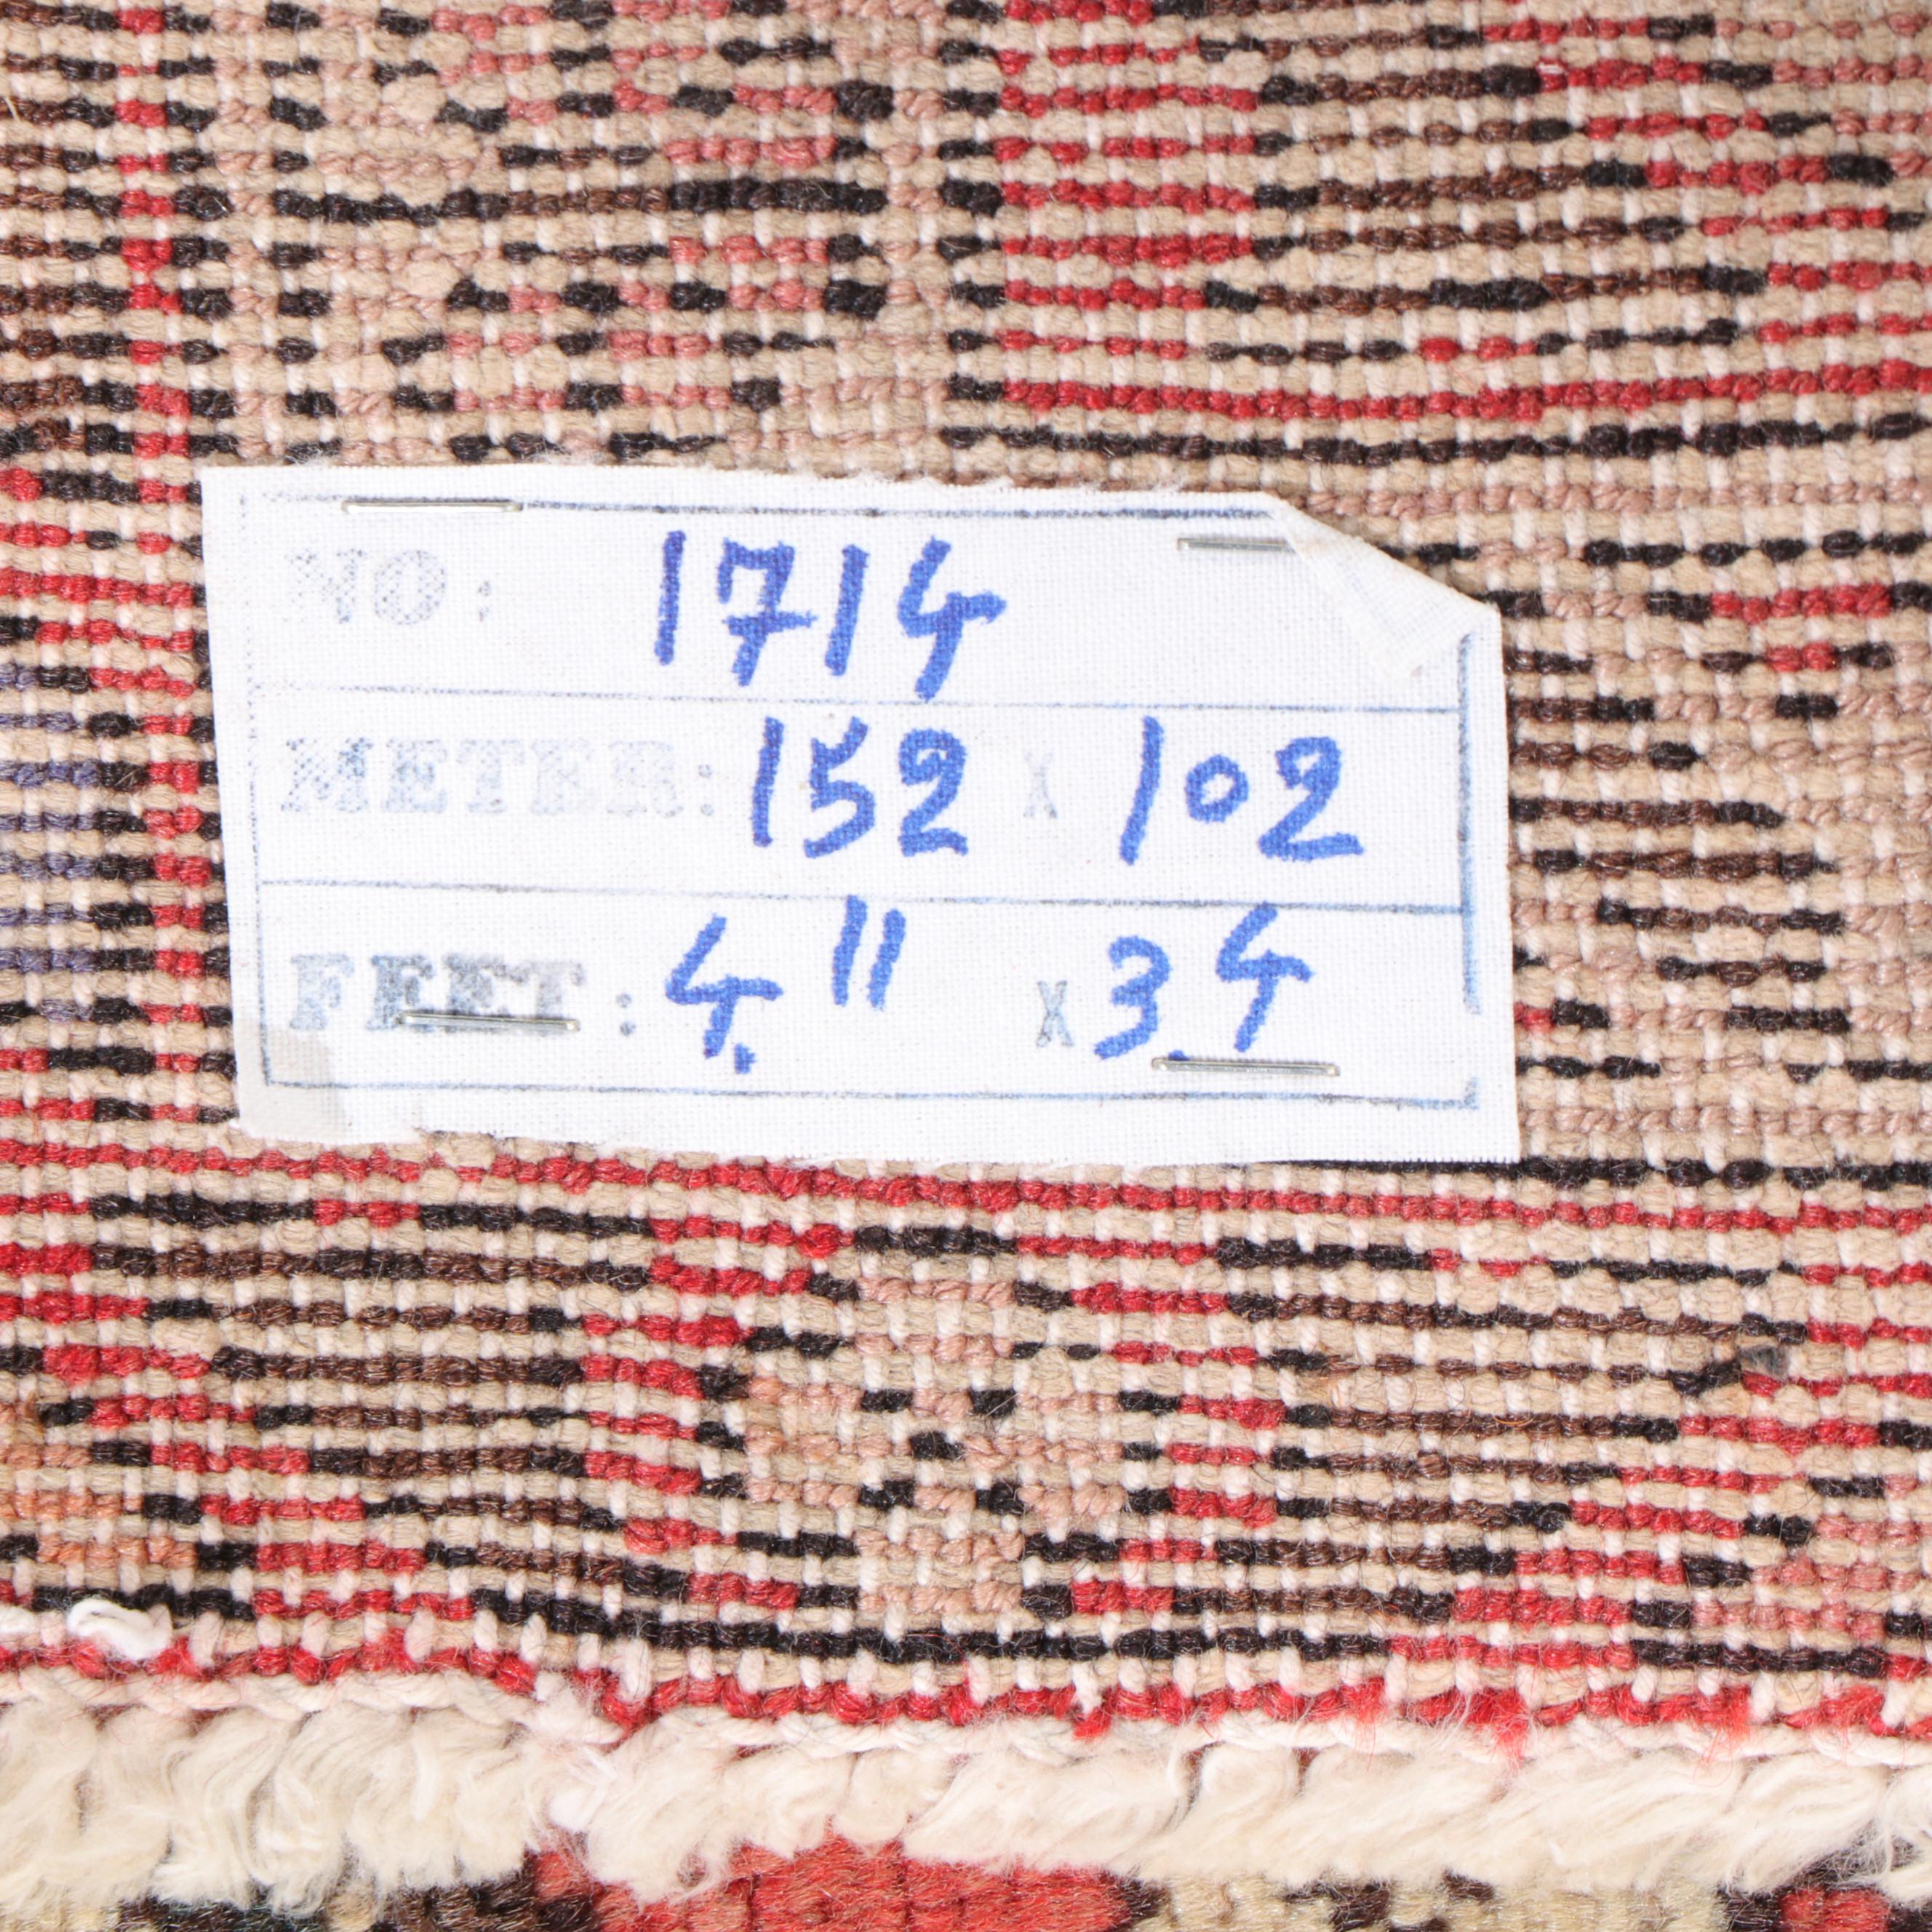 NO: 1714
METER: 152 X 102
FEET: 4.11 X 3.4